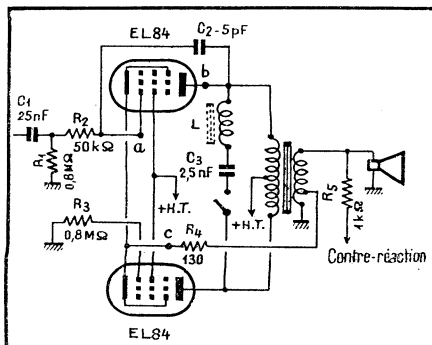 EL84
C2-5pF
b
C1
25nF
R2
50kΩ
a
L
R1
0,8MΩ
C3
2,5nF
+H.T.
+H.T.
R3
0,8MΩ
c
R4
130
R5
1kΩ
Contre-réaction
EL84